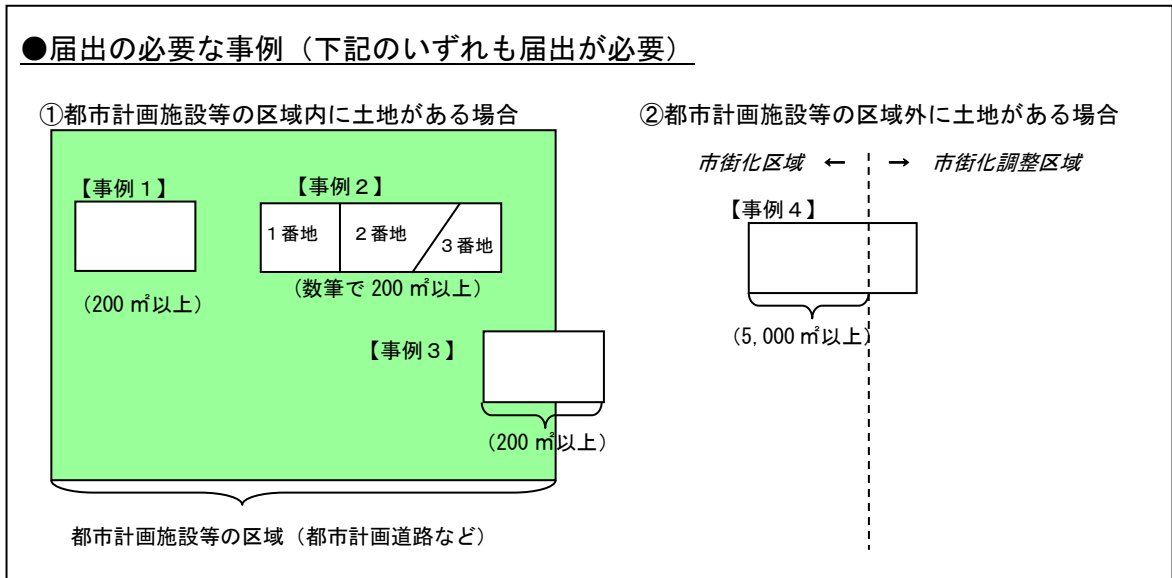 ●届出の必要な事例（下記のいずれも届出が必要）
①都市計画施設等の区域内に土地がある場合
【事例１】
【事例２】
１番地
２番地
３番地
（200 ㎡以上）
（数筆で 200 ㎡以上）
【事例３】
（200 ㎡以上）
都市計画施設等の区域（都市計画道路など）
②都市計画施設等の区域外に土地がある場合
市街化区域 ← → 市街化調整区域
【事例４】
（5,000 ㎡以上）